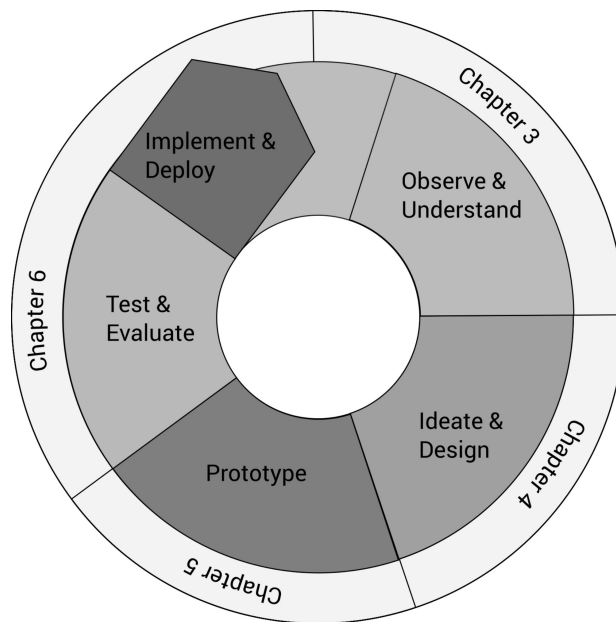 Chapter 3
Implement &
Deploy
Observe &
Understand
Chapter 6
Test &
Evaluate
Ideate &
Design
Chapter 4
Prototype
Chapter 5